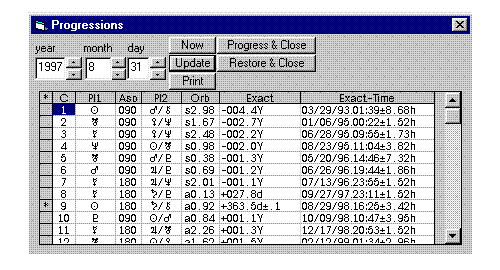 Progressions
year month day Now Progress & Close
1997 8 31 Update Restore & Close
Print
* C Pl1 Asp Pl2 Orb Exact Exact-Time
1 ☉ 090 ♂/⚷ s2.98 -004.4Y 03/29/93.01:39±8.68h
2 090 s1.67 -002.7Y 01/06/95.00:22±1.52h
3 090 s2.48 -002.2Y 06/28/95.09:55±1.73h
4 ♆ 090 s0.98 -002.0Y 08/23/95.11:04±3.82h
5 090 ♂/♇ s0.38 -001.3Y 05/20/96.14:46±7.32h
6 ♂ 090 ♃/♇ s2.69 -001.2Y 06/26/96.19:44±1.86h
7 180 ♃/♆ s2.01 -001.1Y 07/13/96.23:55±1.52h
8 180 ♄/♇ a0.13 +027.8d 09/27/97.23:11±1.52h
* 9 ☉ 180 a0.92 +363.5d±.1 08/29/98.16:25±3.42h
10 ♇ 090 ☉/♂ a0.84 +001.1Y 10/09/98.10:47±3.95h
11 180 ♃/♂ a2.26 +001.3Y 12/17/98.20:53±1.52h
12 180 a1.62 +001.5Y 02/12/99.01:34±2.96h